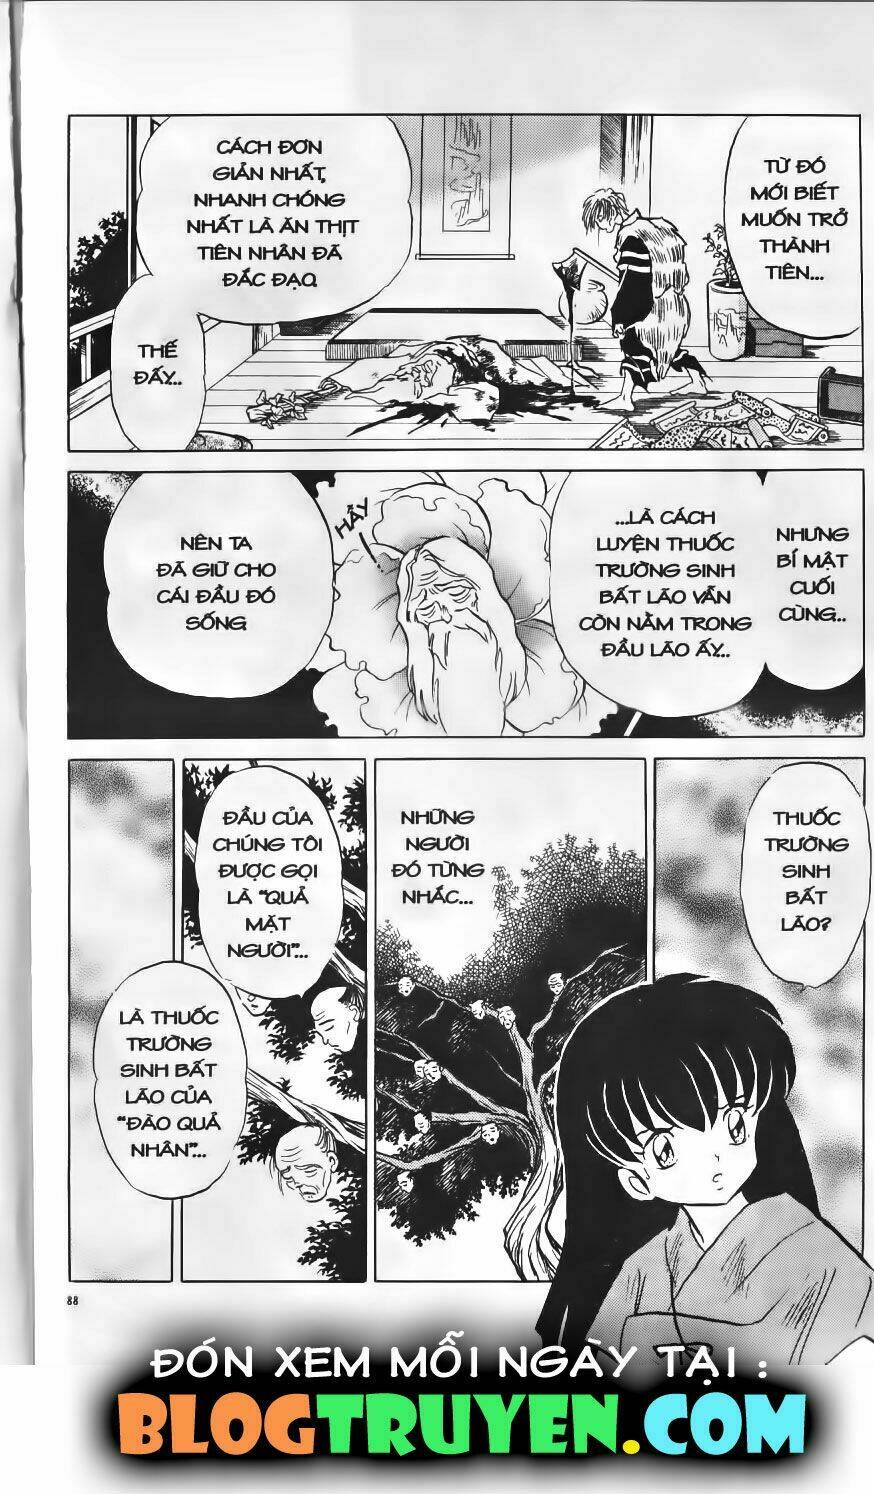 TỪ ĐÓ
MỚI BIẾT
MUỐN TRỞ
THÀNH
TIÊN...
CÁCH ĐƠN
GIẢN NHẤT,
NHANH CHÓNG
NHẤT LÀ ĂN THỊT
TIÊN NHÂN ĐÃ
ĐẮC ĐẠO.
THẾ
ĐẤY..
NHƯNG
BÍ MẬT
CUỐI
CÙNG..
...LÀ CÁCH
LUYỆN THUỐC
TRƯỜNG SINH
BẤT LÃO VẪN
CÒN NẰM TRONG
ĐẦU LÃO ẤY..
HẦY
NÊN TA
ĐÃ GIỮ CHO
CÁI ĐẦU ĐÓ
SỐNG.
THUỐC
TRƯỜNG
SINH
BẤT
LÃO?
NHỮNG
NGƯỜI
ĐÓ TỪNG
NHẮC...
ĐẦU CỦA
CHÚNG TÔI
ĐƯỢC GỌI
LÀ "QUẢ
MẶT
NGƯỜI"...
LÀ THUỐC
TRƯỜNG
SINH BẤT
LÃO CỦA
"ĐÀO QUẢ
NHÂN"...
88
ĐÓN XEM MỖI NGÀY TẠI :
BLOGTRUYEN.COM